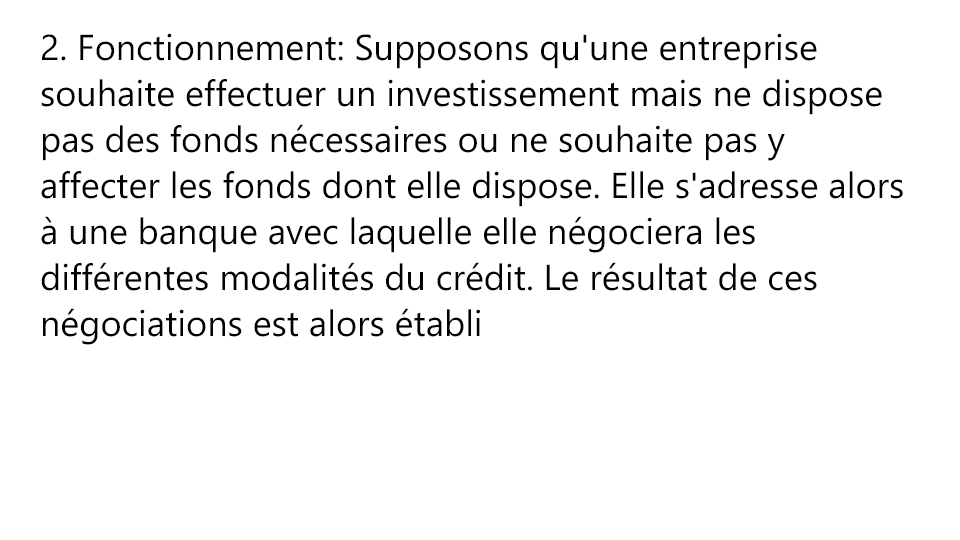 2. Fonctionnement: Supposons qu'une entreprise
souhaite effectuer un investissement mais ne dispose
pas des fonds nécessaires ou ne souhaite pas y
affecter les fonds dont elle dispose. Elle s'adresse alors
à une banque avec laquelle elle négociera les
différentes modalités du crédit. Le résultat de ces
négociations est alors établi